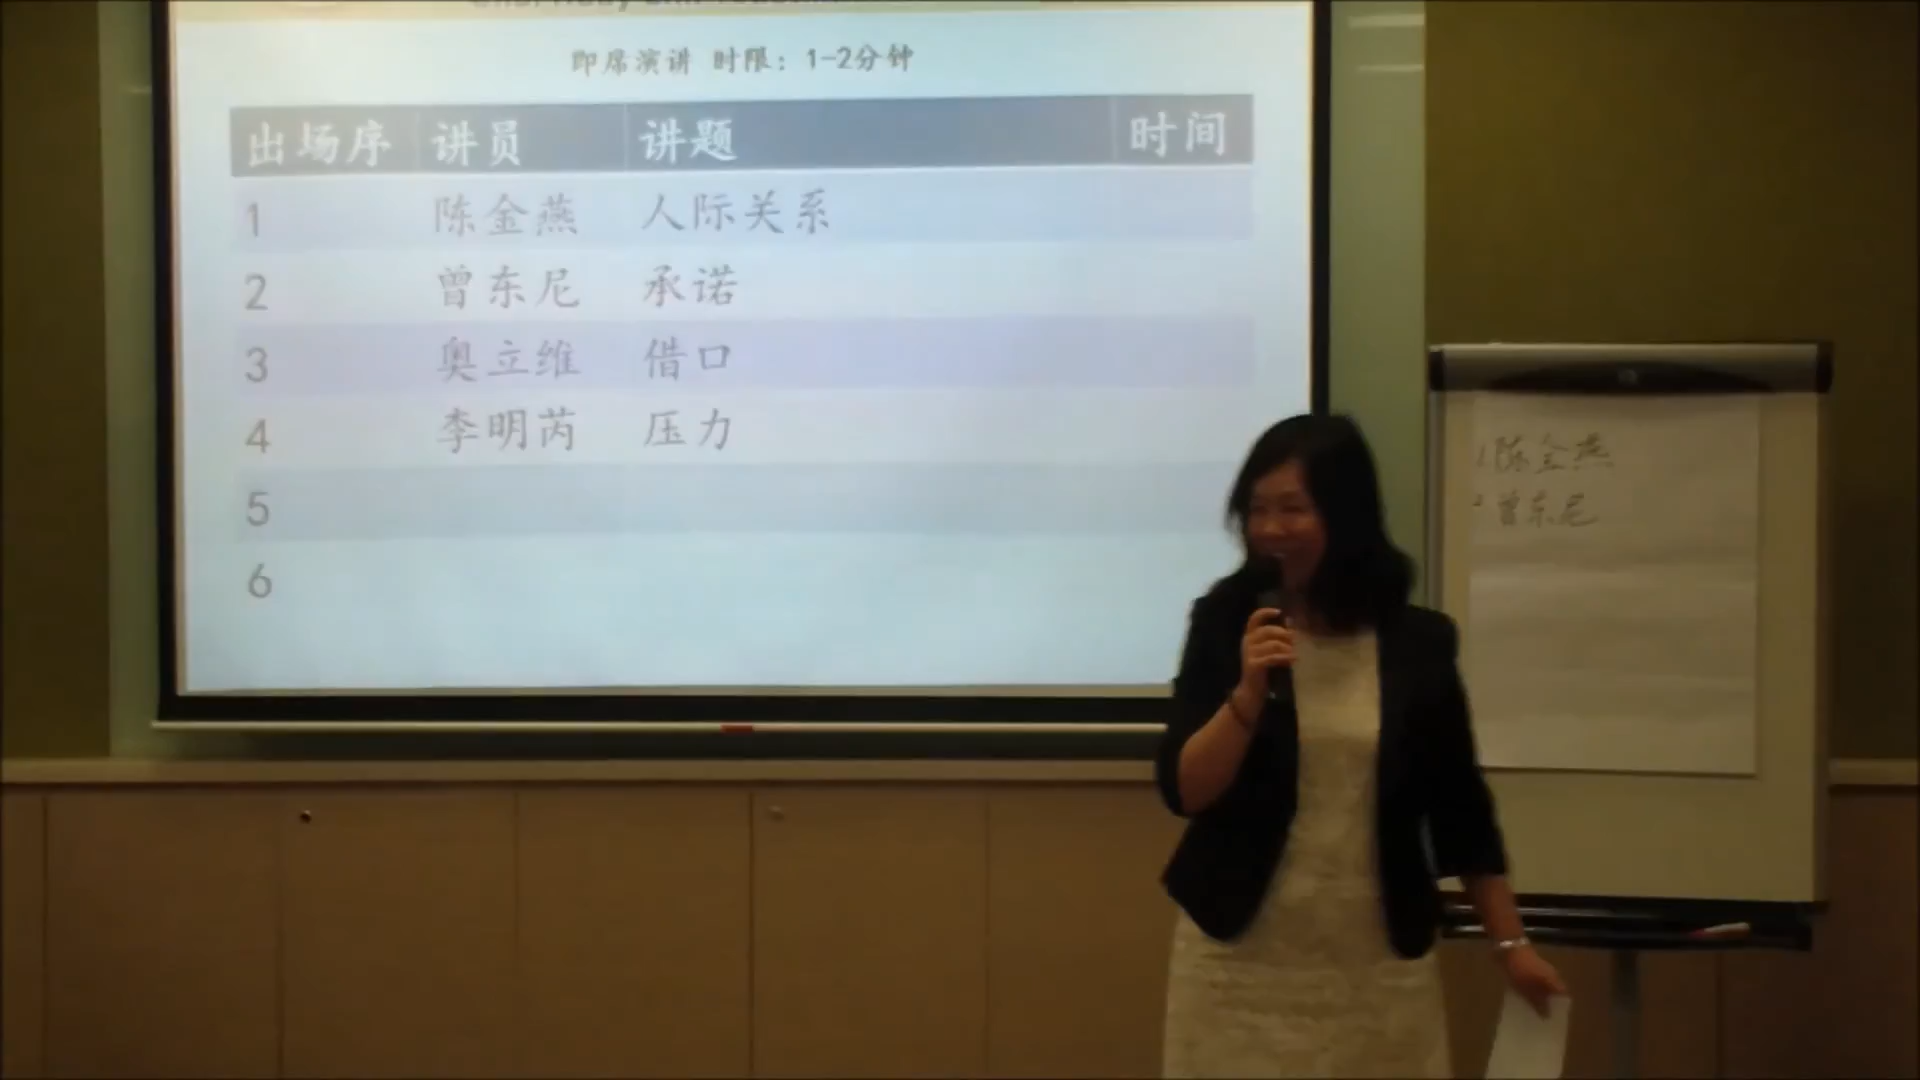 即席演讲 时限：1-2分钟
出场序 讲员 讲题 时间
1 陈金燕 人际关系
2 曾东尼 承诺
3 奥立维 借口
4 李明芮 压力
5
6
1 陈金燕
2 曾东尼